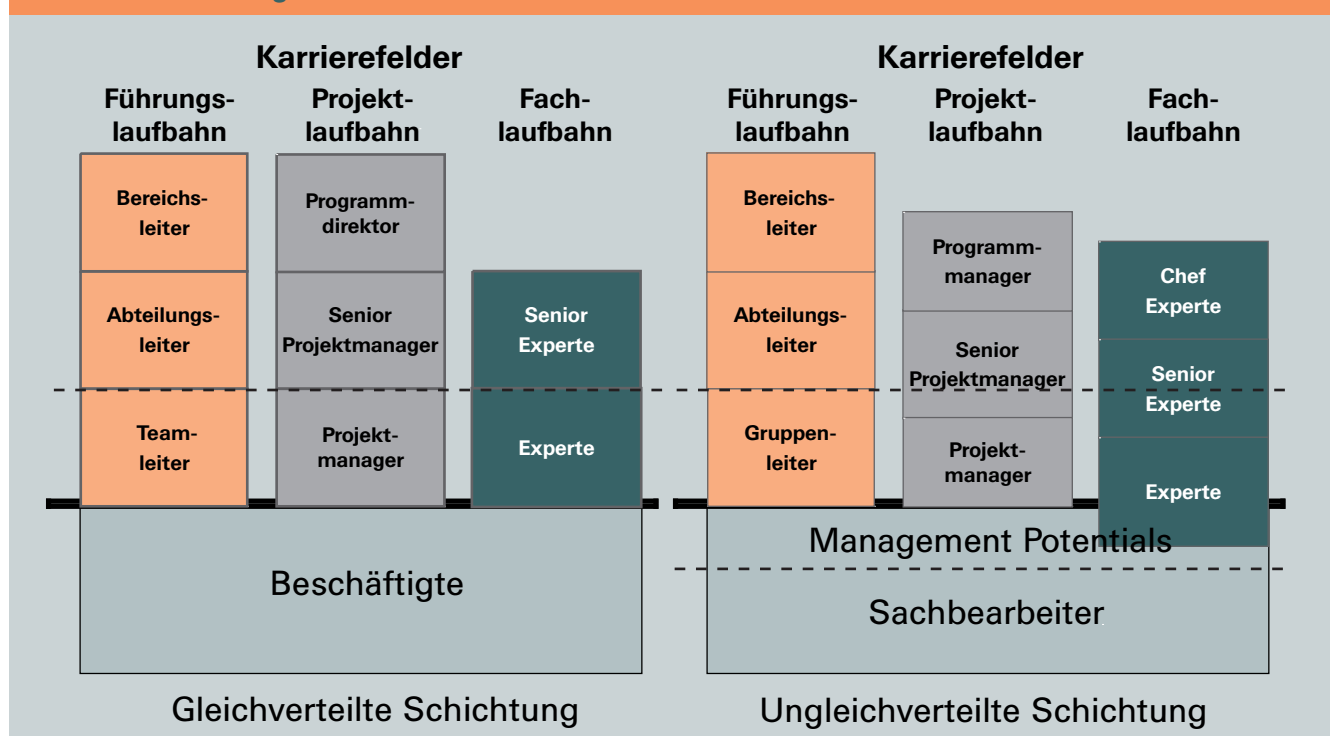 Karrierefelder
Führungs-
laufbahn
Projekt-
laufbahn
Fach-
laufbahn
Bereichs-
leiter
Programm-
direktor
Abteilungs-
leiter
Senior
Projektmanager
Senior
Experte
Team-
leiter
Projekt-
manager
Experte
Beschäftigte
Gleichverteilte Schichtung
Karrierefelder
Führungs-
laufbahn
Projekt-
laufbahn
Fach-
laufbahn
Bereichs-
leiter
Programm-
manager
Chef
Experte
Abteilungs-
leiter
Senior
Projektmanager
Senior
Experte
Gruppen-
leiter
Projekt-
manager
Experte
Management Potentials
Sachbearbeiter
Ungleichverteilte Schichtung